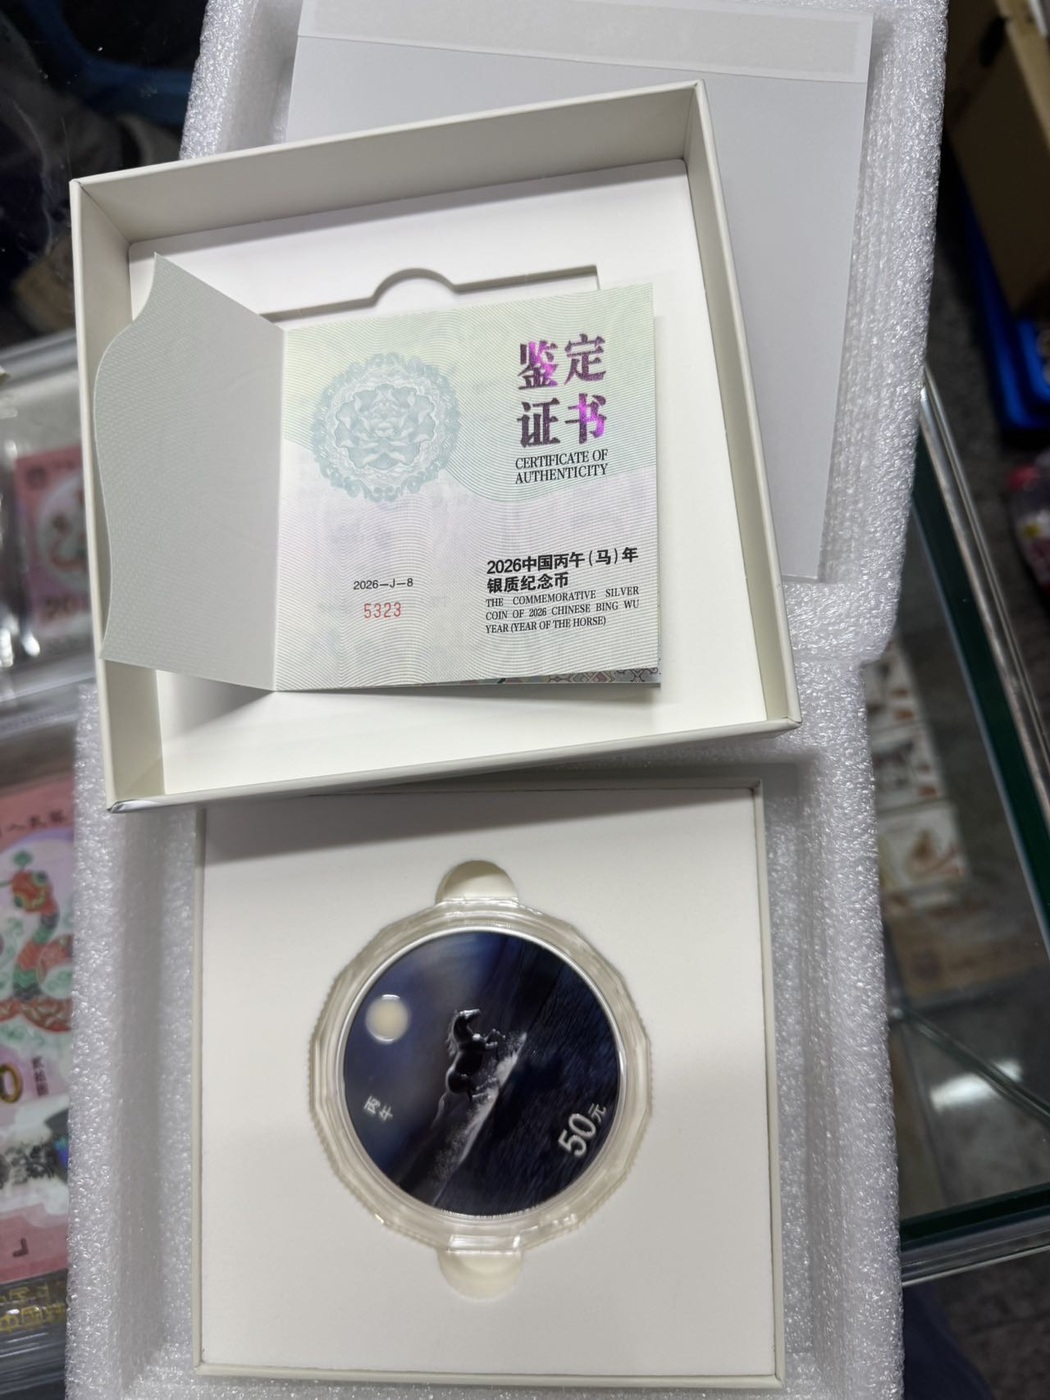 鉴定
证书
CERTIFICATE OF
AUTHENTICITY
2026中国丙午(马)年
银质纪念币
THE COMMEMORATIVE SILVER
COIN OF 2026 CHINESE BING WU
YEAR (YEAR OF THE HORSE)
2026—J—8
5323
丙午
50元